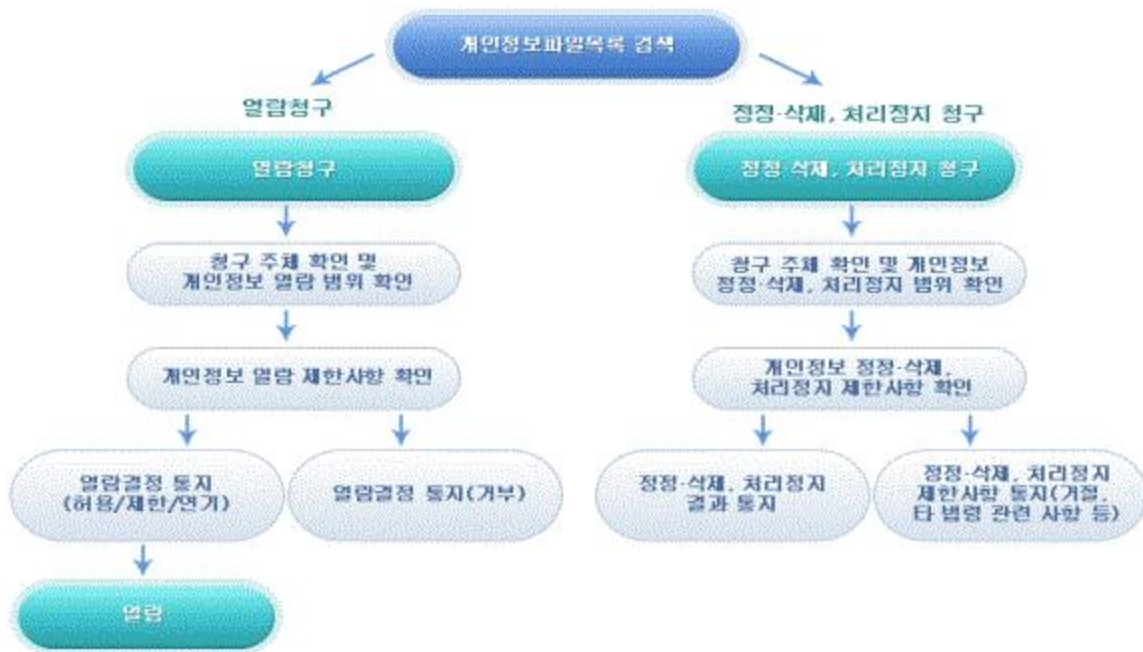 개인정보파일목록 검색
열람청구
열람청구
청구 주체 확인 및
개인정보 열람 범위 확인
개인정보 열람 제한사항 확인
열람결정 통지
(허용/제한/연기)
열람결정 통지(거부)
열람
정정·삭제, 처리정지 청구
정정·삭제, 처리정지 청구
청구 주체 확인 및 개인정보
정정·삭제, 처리정지 범위 확인
개인정보 정정·삭제,
처리정지 제한사항 확인
정정·삭제, 처리정지
결과 통지
정정·삭제, 처리정지
제한사항 통지(거절,
타 법령 관련 사항 등)